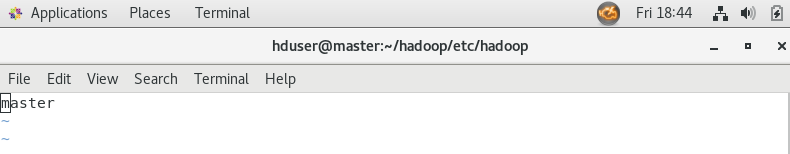 Applications Places Terminal Fri 18:44
hduser@master:~/hadoop/etc/hadoop
File Edit View Search Terminal Help
master
~
~